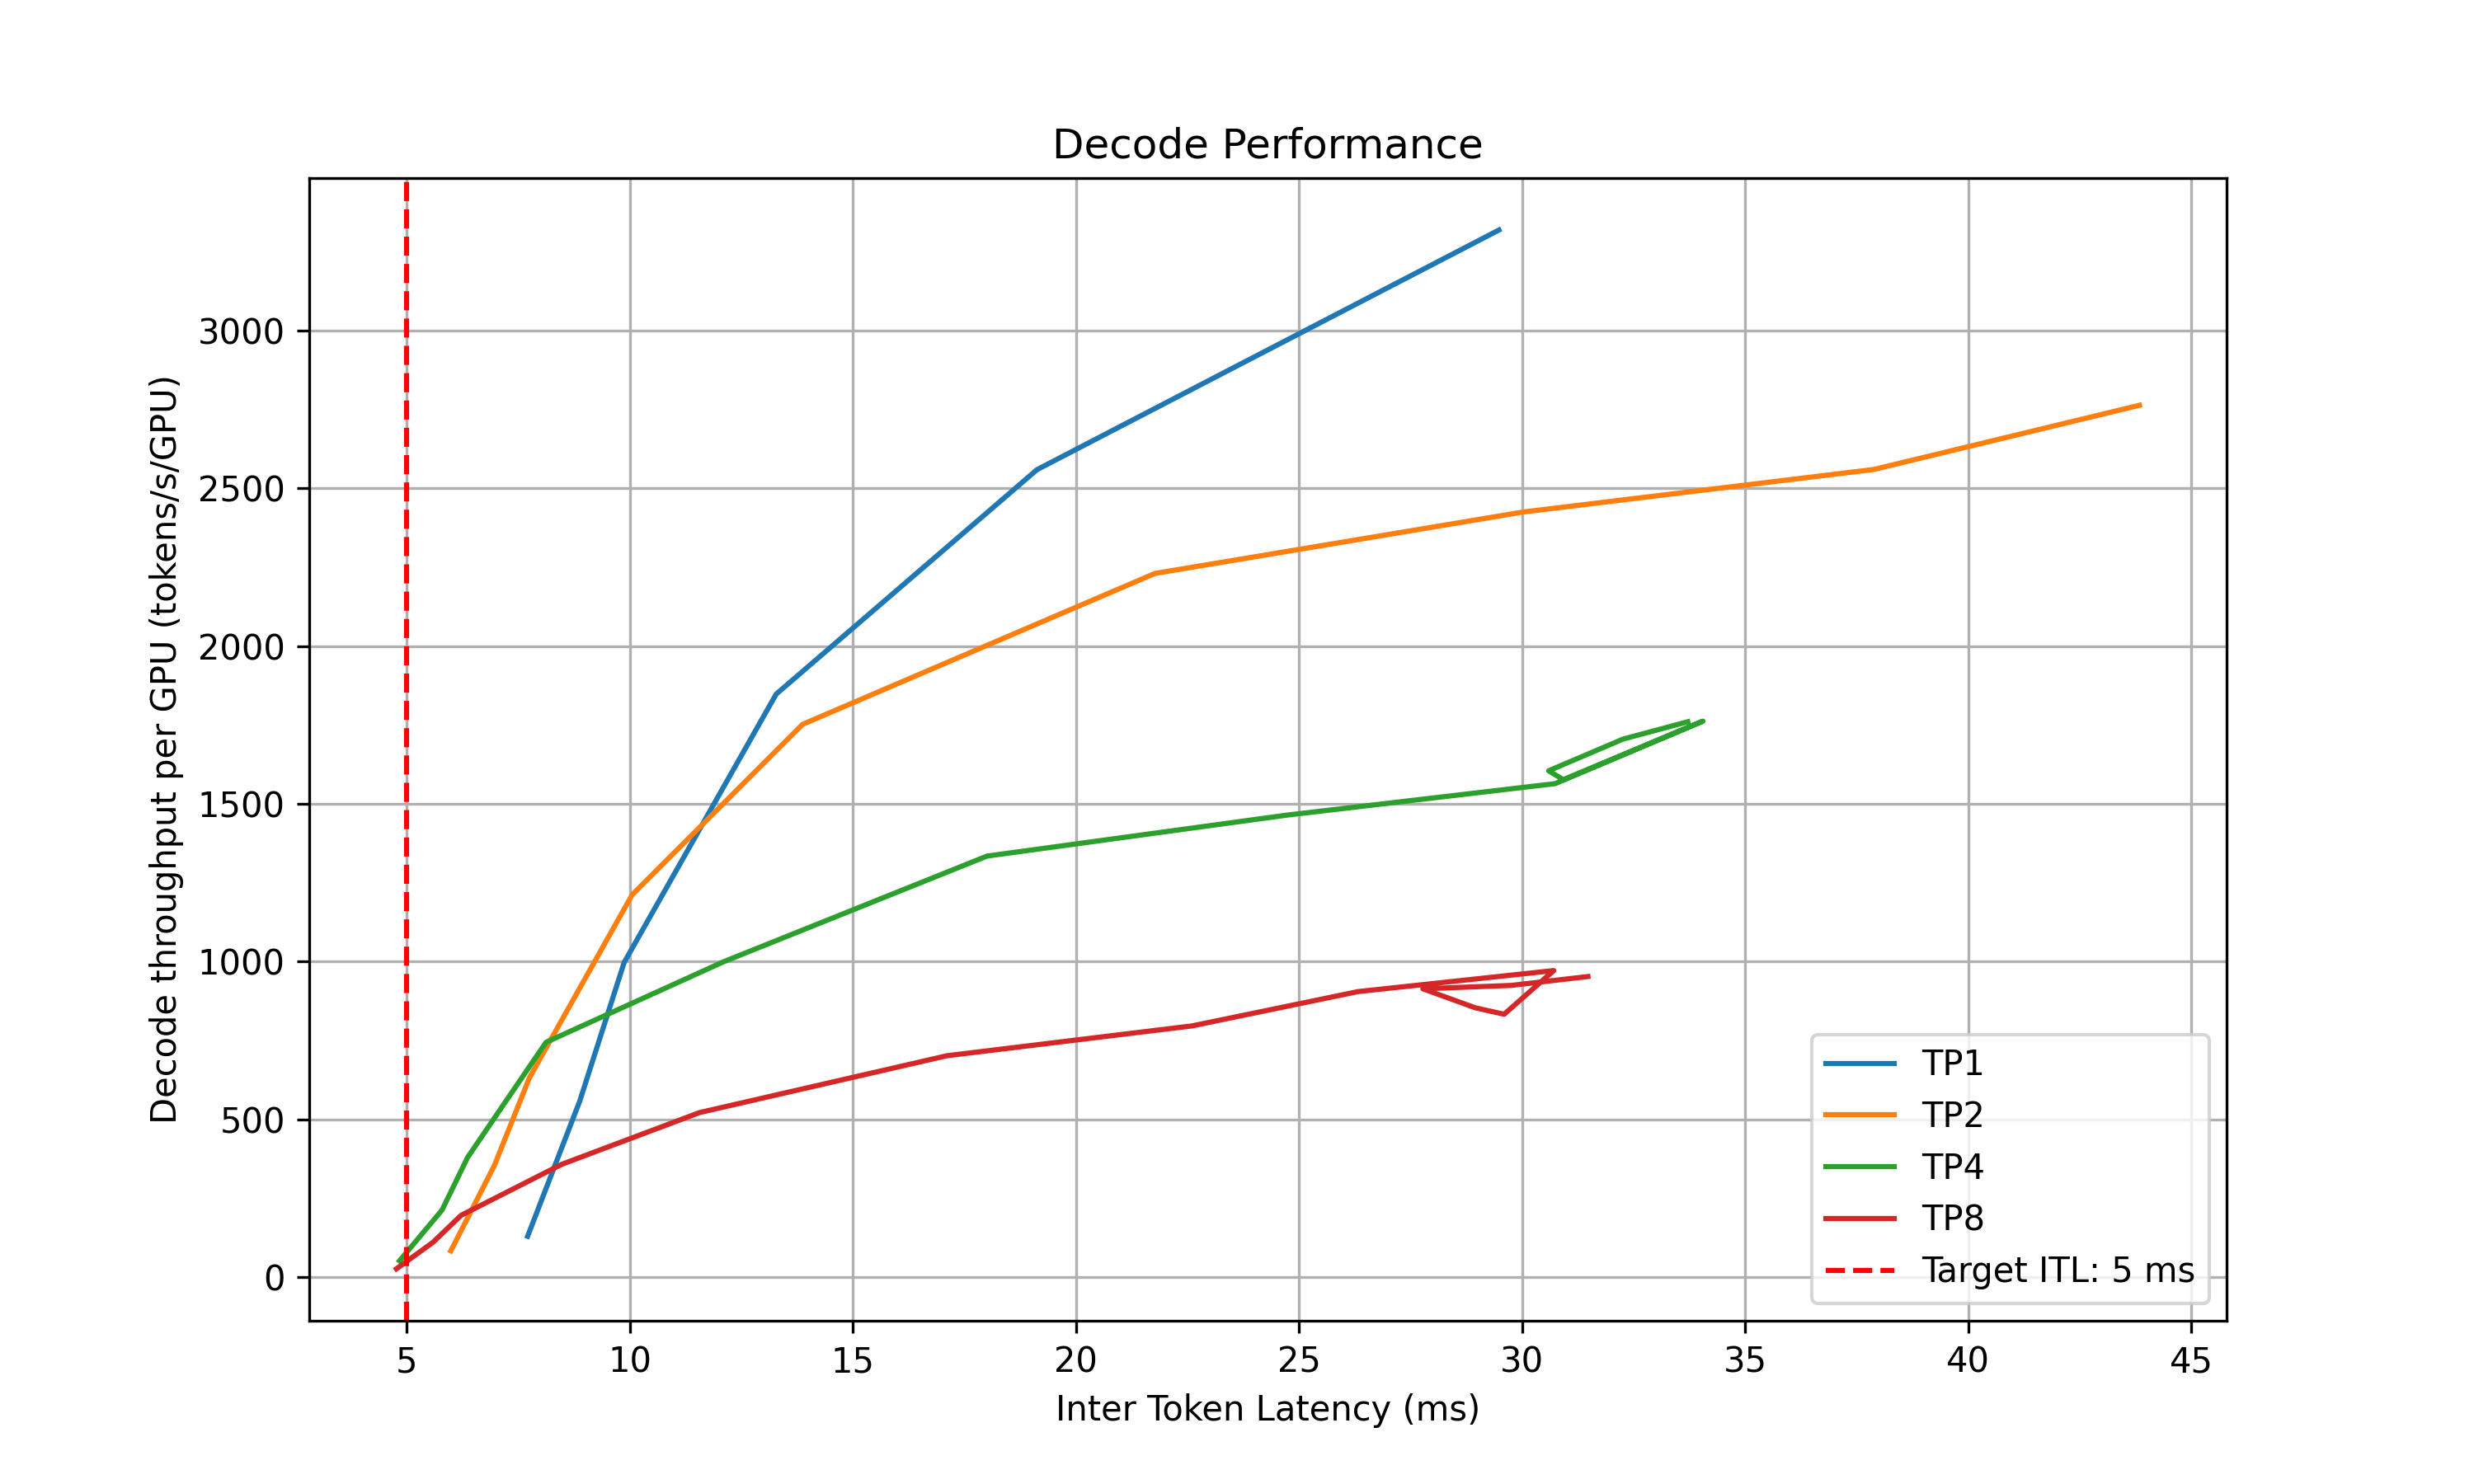 Decode Performance
Decode throughput per GPU (tokens/s/GPU)
3000
2500
2000
1500
1000
500
0
5 10 15 20 25 30 35 40 45
Inter Token Latency (ms)
TP1
TP2
TP4
TP8
Target ITL: 5 ms